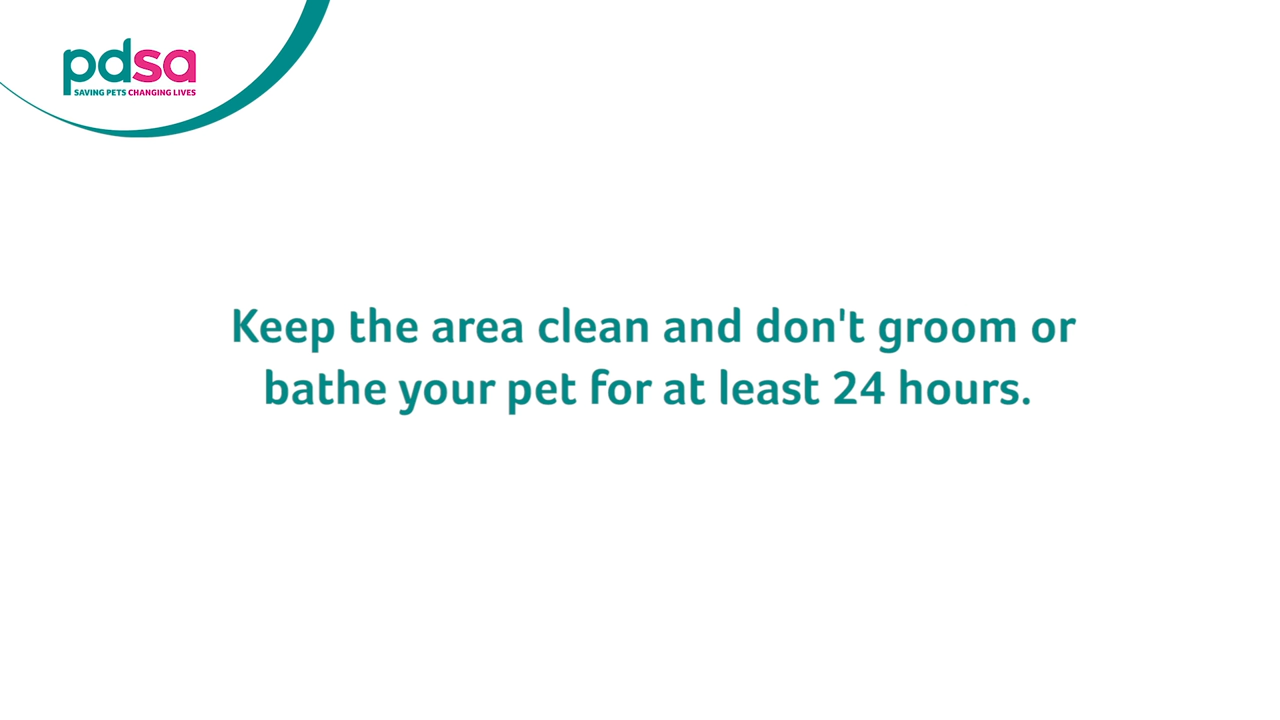 pdsa
SAVING PETS CHANGING LIVES
Keep the area clean and don't groom or
bathe your pet for at least 24 hours.